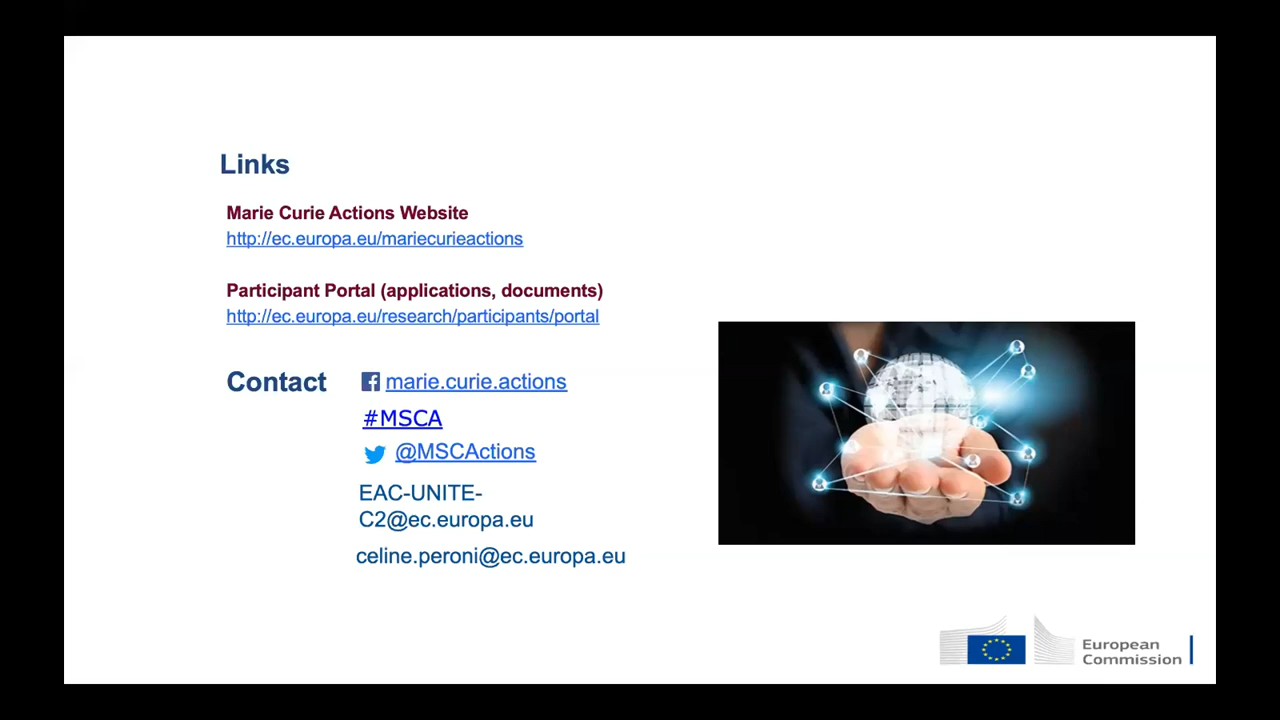 Links
Marie Curie Actions Website
http://ec.europa.eu/mariecurieactions
Participant Portal (applications, documents)
http://ec.europa.eu/research/participants/portal
Contact
marie.curie.actions
#MSCA
@MSCActions
EAC-UNITE-
C2@ec.europa.eu
celine.peroni@ec.europa.eu
European
Commission